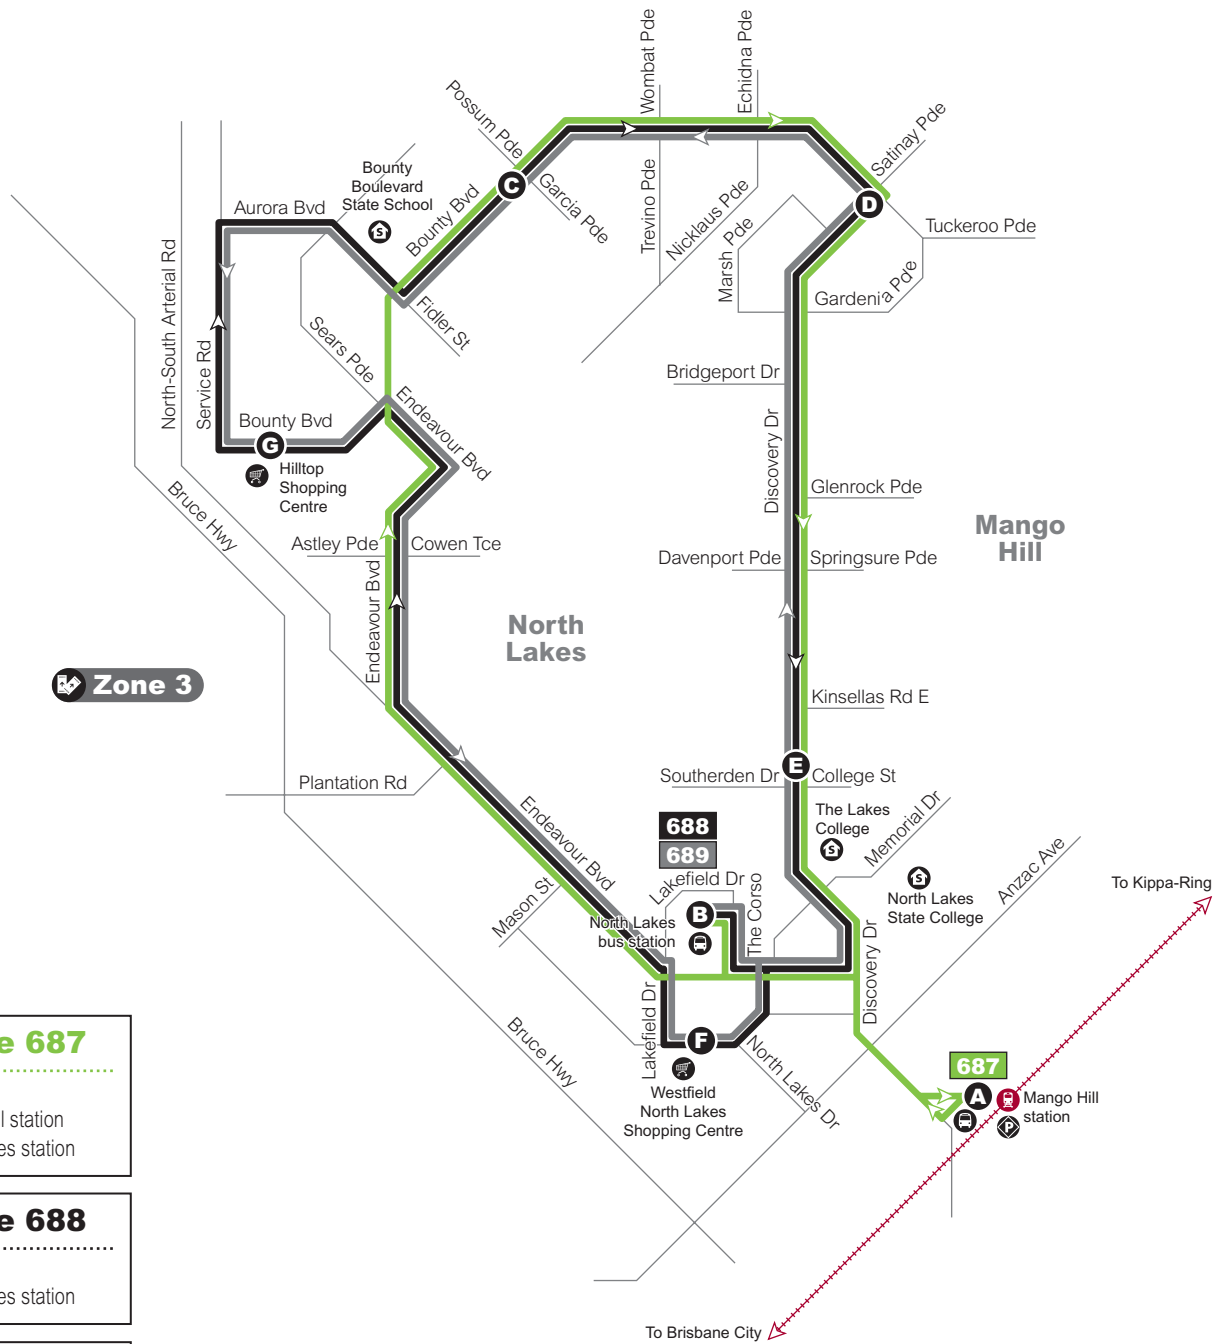 Wombat Pde
Echidna Pde
Possum Pde
Satinay Pde
Bounty
Boulevard
State School
Bounty Bvd
C
Garcia Pde
Trevino Pde
Nicklaus Pde
D
Aurora Bvd
Marsh Pde
Tuckeroo Pde
North-South Arterial Rd
Fidler St
Gardenia Pde
Sears Pde
Service Rd
Bridgeport Dr
Endeavour Bvd
Bounty Bvd
G
Hilltop
Shopping
Centre
Discovery Dr
Glenrock Pde
Bruce Hwy
Mango
Hill
Astley Pde
Cowen Tce
Davenport Pde
Springsure Pde
Endeavour Bvd
North
Lakes
Zone 3
Kinsellas Rd E
E
Plantation Rd
Southerden Dr
College St
Endeavour Bvd
688
689
The Lakes
College
Memorial Dr
Anzac Ave
Lakefield Dr
To Kippa-Ring
Mason St
B
The Corso
North Lakes
State College
North Lakes
bus station
Lakefield Dr
Discovery Dr
Bruce Hwy
F
North Lakes Dr
e 687
687
A
Mango Hill
station
P
Westfield
North Lakes
Shopping Centre
l station
es station
e 688
es station
To Brisbane City